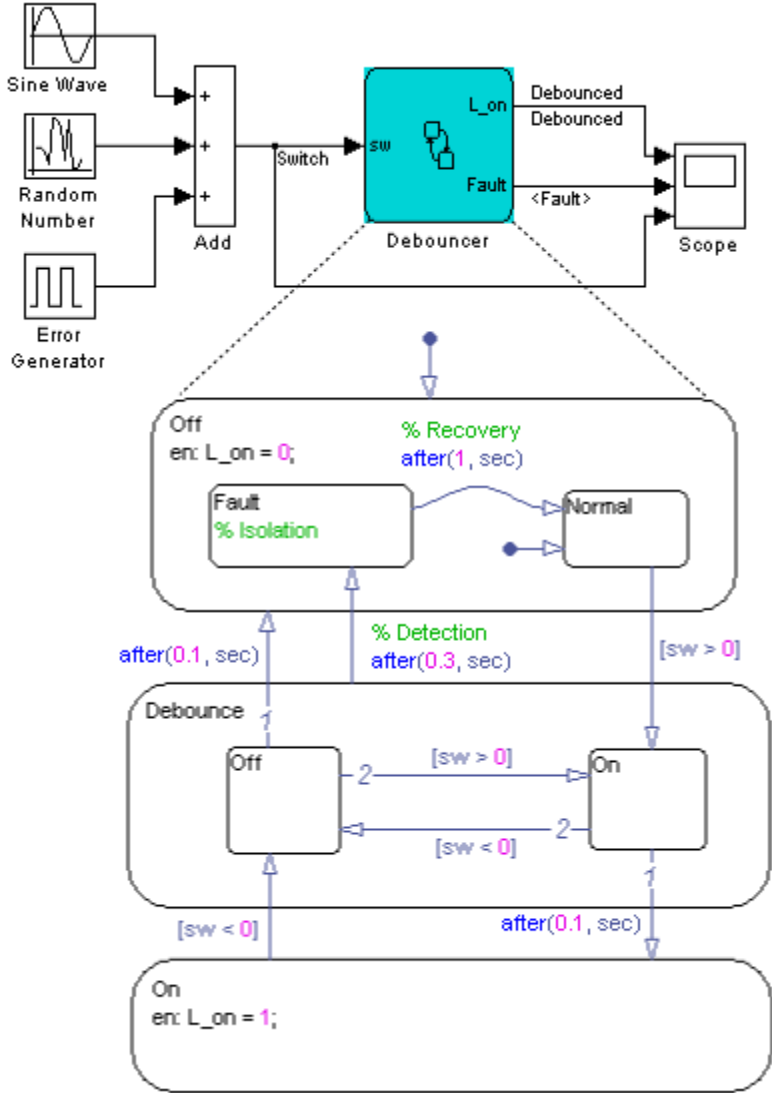 Sine Wave
Random
Number
Error
Generator
+
+
+
Add
Switch
sw
L_on
Fault
Debouncer
Debounced
Debounced
<Fault>
Scope
Off
en: L_on = 0;
% Recovery
after(1, sec)
Fault
% Isolation
Normal
after(0.1, sec)
% Detection
after(0.3, sec)
[sw > 0]
Debounce
1
Off
2
[sw > 0]
On
[sw < 0]
2
1
[sw < 0]
after(0.1, sec)
On
en: L_on = 1;